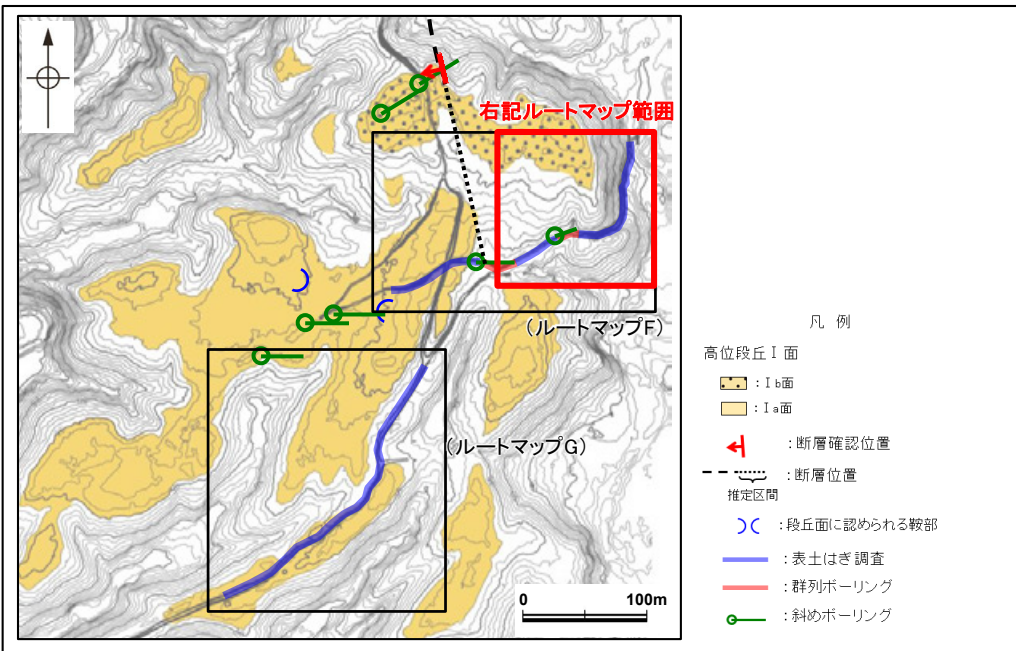 右記ルートマップ範囲
(ルートマップF)
(ルートマップG)
0
100m
凡 例
高位段丘Ⅰ面
：Ⅰb面
：Ⅰa面
：断層確認位置
：断層位置
推定区間
：段丘面に認められる鞍部
：表土はぎ調査
：群列ボーリング
：斜めボーリング